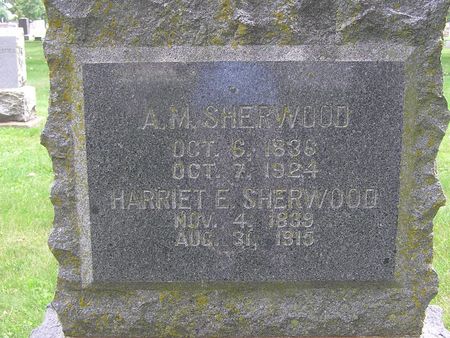 A.M. SHERWOOD
OCT. 6, 1836
OCT. 7, 1924
HARRIET E. SHERWOOD
NOV. 4, 1839
AUG. 31, 1915